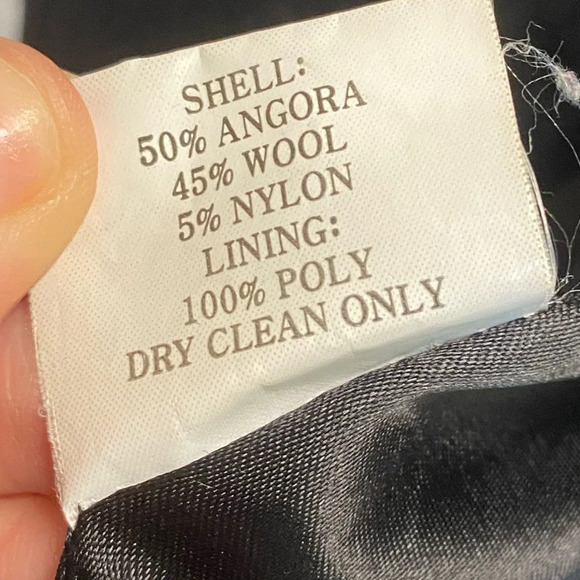 SHELL:
50% ANGORA
45% WOOL
5% NYLON
LINING:
100% POLY
DRY CLEAN ONLY